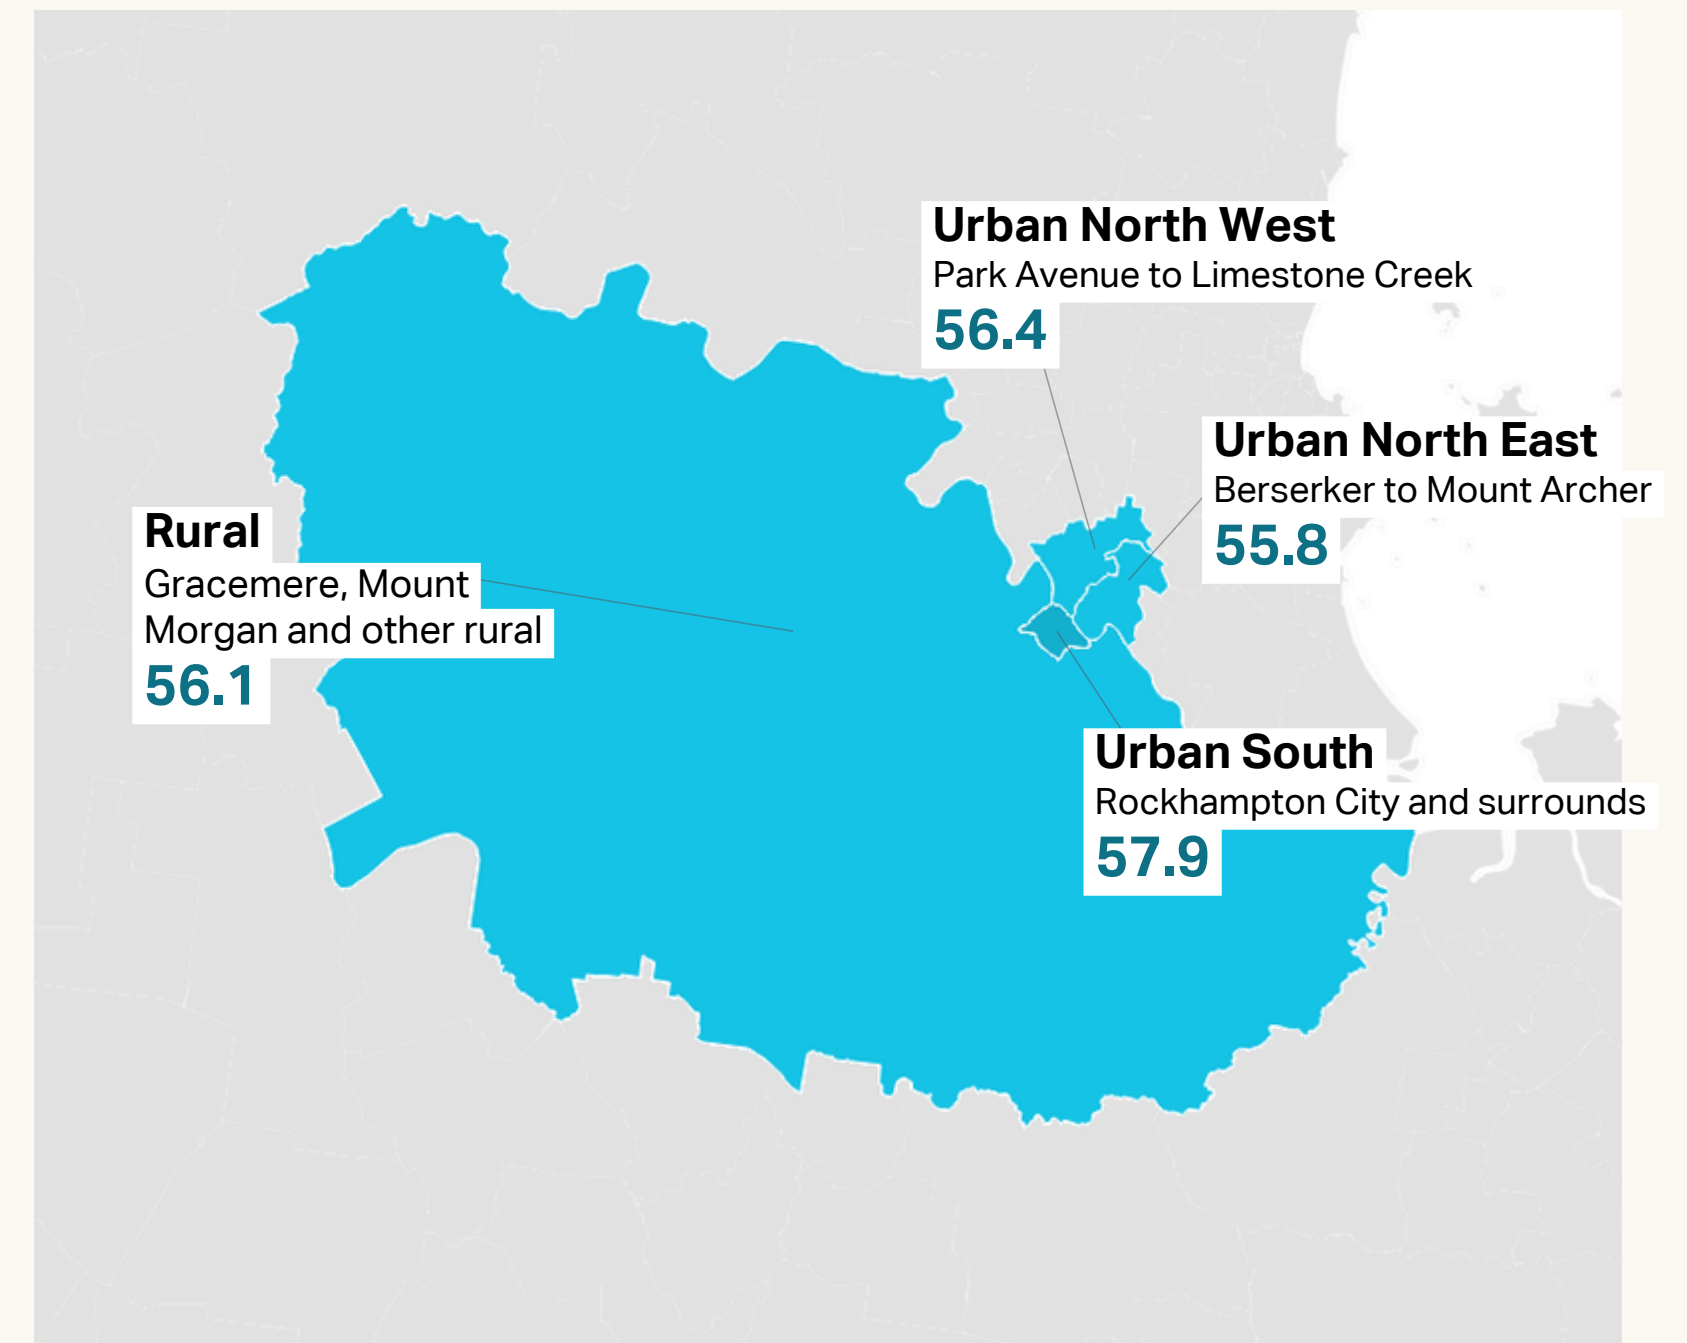 Urban North West
Park Avenue to Limestone Creek
56.4
Urban North East
Berserker to Mount Archer
55.8
Rural
Gracemere, Mount
Morgan and other rural
56.1
Urban South
Rockhampton City and surrounds
57.9